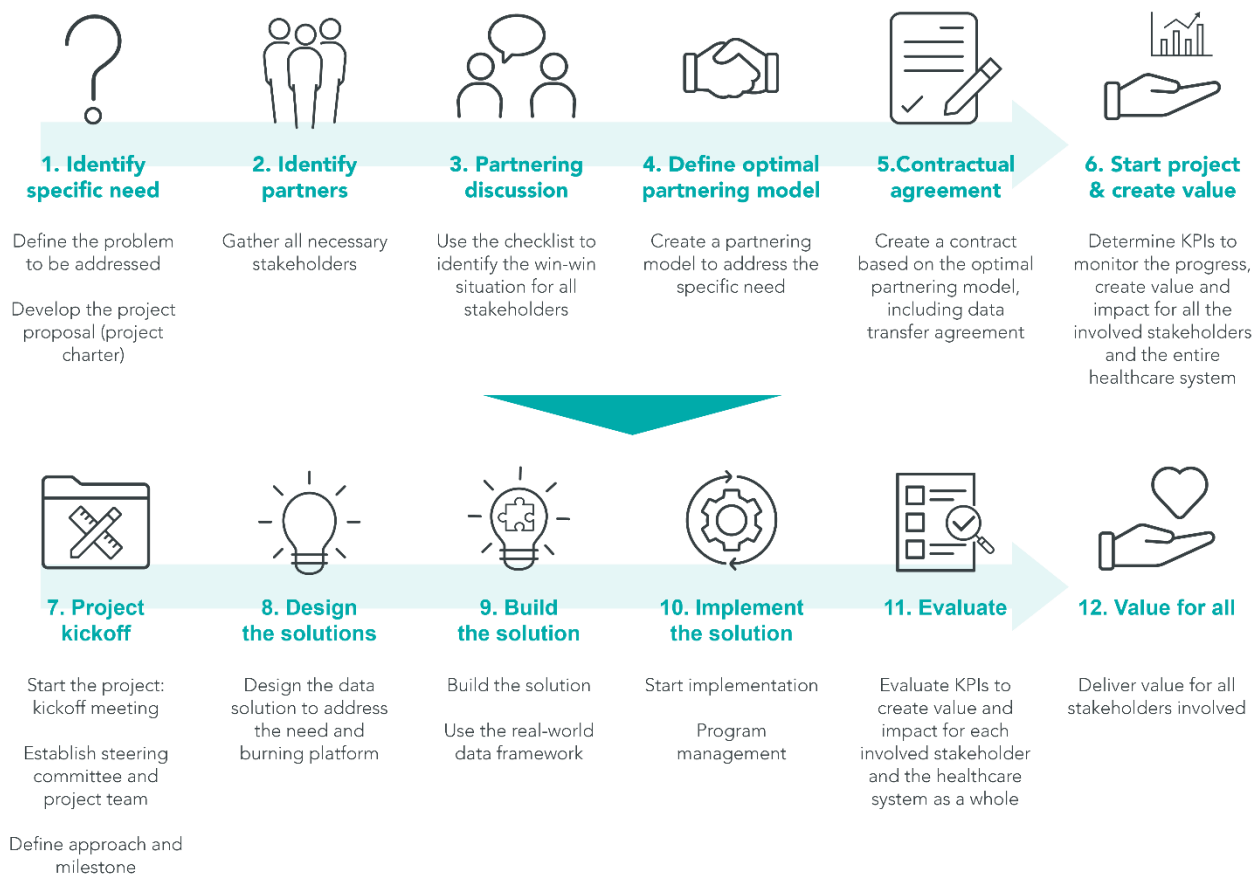 1. Identify
specific need
Define the problem
to be addressed
Develop the project
proposal (project
charter)
2. Identify
partners
Gather all necessary
stakeholders
3. Partnering
discussion
Use the checklist to
identify the win-win
situation for all
stakeholders
4. Define optimal
partnering model
Create a partnering
model to address the
specific need
5.Contractual
agreement
Create a contract
based on the optimal
partnering model,
including data
transfer agreement
6. Start project
& create value
Determine KPIs to
monitor the progress,
create value and
impact for all the
involved stakeholders
and the entire
healthcare system
7. Project
kickoff
Start the project:
kickoff meeting
Establish steering
committee and
project team
Define approach and
milestone
8. Design
the solutions
Design the data
solution to address
the need and
burning platform
9. Build
the solution
Build the solution
Use the real-world
data framework
10. Implement
the solution
Start implementation
Program
management
11. Evaluate
Evaluate KPIs to
create value and
impact for each
involved stakeholder
and the healthcare
system as a whole
12. Value for all
Deliver value for all
stakeholders involved